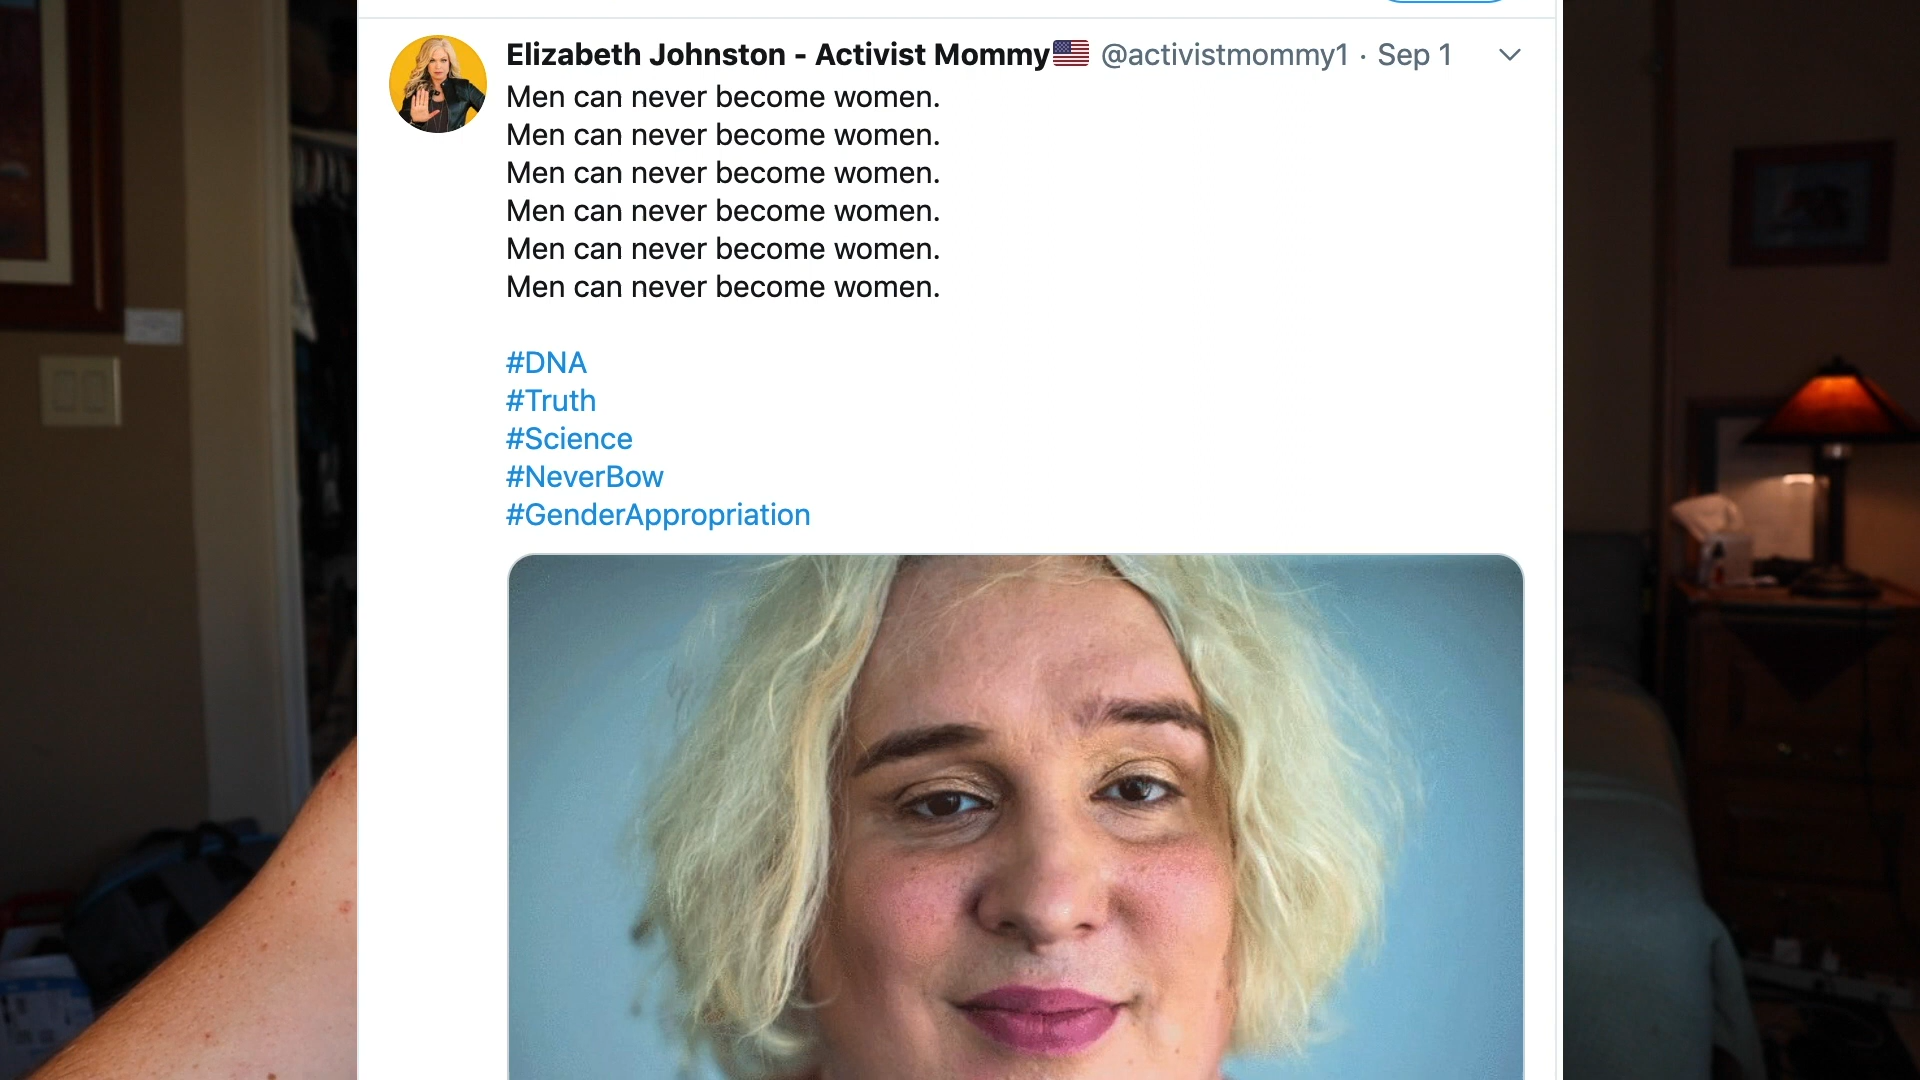 Elizabeth Johnston - Activist Mommy🇺🇸 @activistmommy1 · Sep 1
Men can never become women.
Men can never become women.
Men can never become women.
Men can never become women.
Men can never become women.
Men can never become women.
#DNA
#Truth
#Science
#NeverBow
#GenderAppropriation